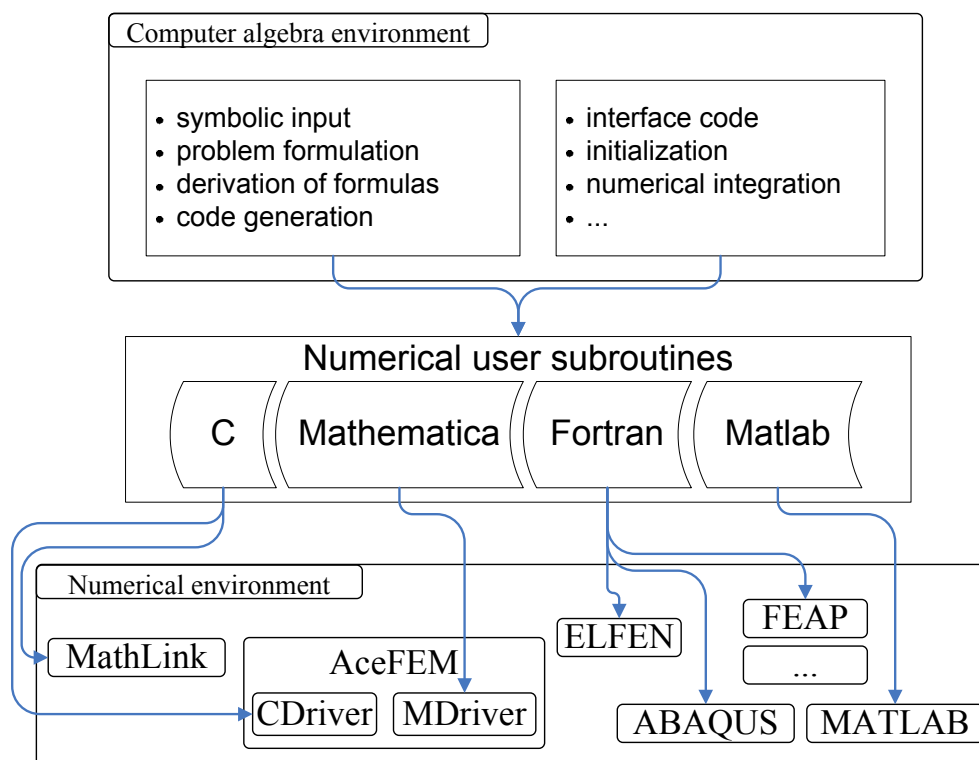 Computer algebra environment
• symbolic input
• problem formulation
• derivation of formulas
• code generation
• interface code
• initialization
• numerical integration
• ...
Numerical user subroutines
C
Mathematica
Fortran
Matlab
Numerical environment
MathLink
AceFEM
CDriver
MDriver
ELFEN
FEAP
...
ABAQUS
MATLAB